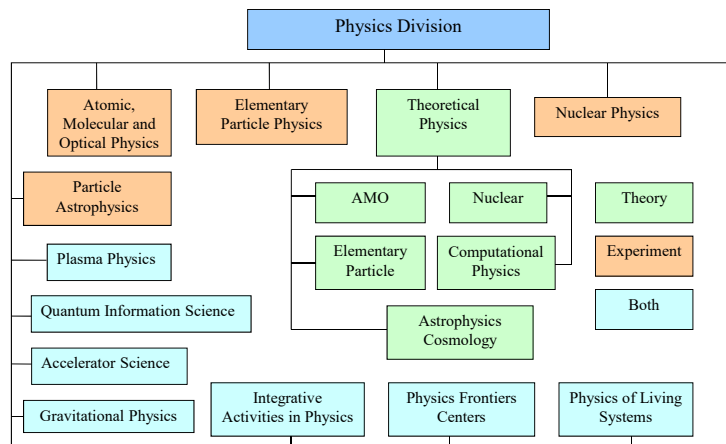 Physics Division
Atomic,
Molecular and
Optical Physics
Elementary
Particle Physics
Theoretical
Physics
Nuclear Physics
Particle
Astrophysics
AMO
Nuclear
Theory
Plasma Physics
Elementary
Particle
Computational
Physics
Experiment
Quantum Information Science
Astrophysics
Cosmology
Both
Accelerator Science
Gravitational Physics
Integrative
Activities in Physics
Physics Frontiers
Centers
Physics of Living
Systems